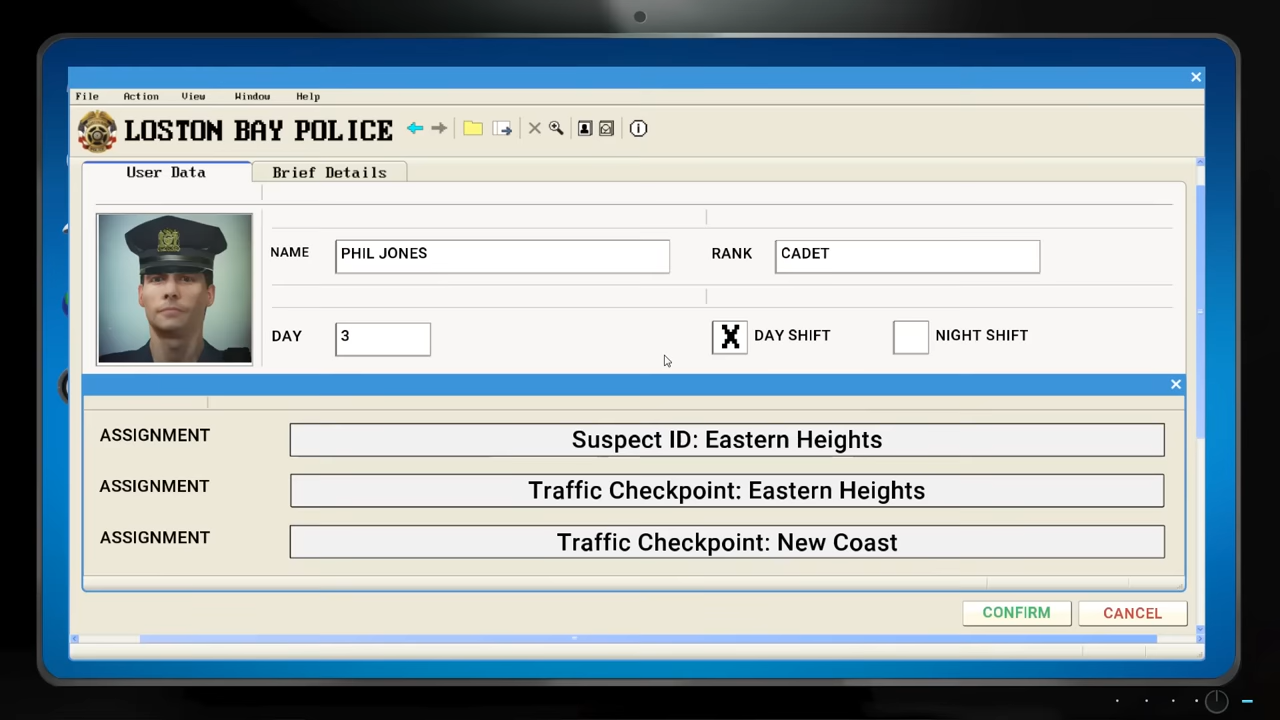 File Action View Window Help
LOSTON BAY POLICE
User Data Brief Details
NAME PHIL JONES RANK CADET
DAY 3 X DAY SHIFT NIGHT SHIFT
ASSIGNMENT Suspect ID: Eastern Heights
ASSIGNMENT Traffic Checkpoint: Eastern Heights
ASSIGNMENT Traffic Checkpoint: New Coast
CONFIRM CANCEL